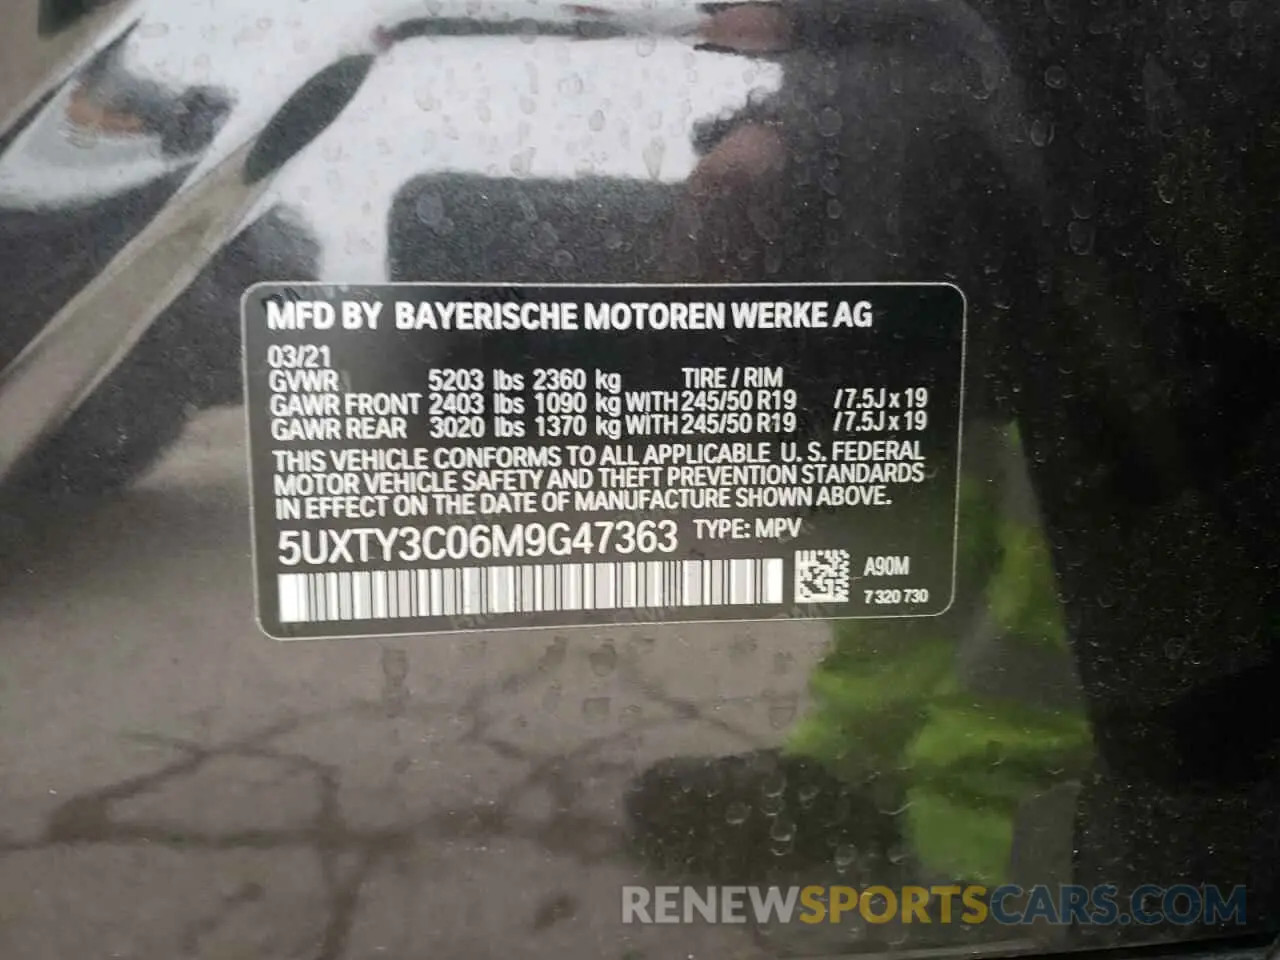 MFD BY BAYERISCHE MOTOREN WERKE AG
03/21
GVWR 5203 lbs 2360 kg TIRE / RIM
GAWR FRONT 2403 lbs 1090 kg WITH 245/50 R19 / 7.5J x 19
GAWR REAR 3020 lbs 1370 kg WITH 245/50 R19 / 7.5J x 19
THIS VEHICLE CONFORMS TO ALL APPLICABLE U. S. FEDERAL
MOTOR VEHICLE SAFETY AND THEFT PREVENTION STANDARDS
IN EFFECT ON THE DATE OF MANUFACTURE SHOWN ABOVE.
5UXTY3C06M9G47363 TYPE: MPV
A90M
7 320 730
RENEWSPORTSCARS.COM